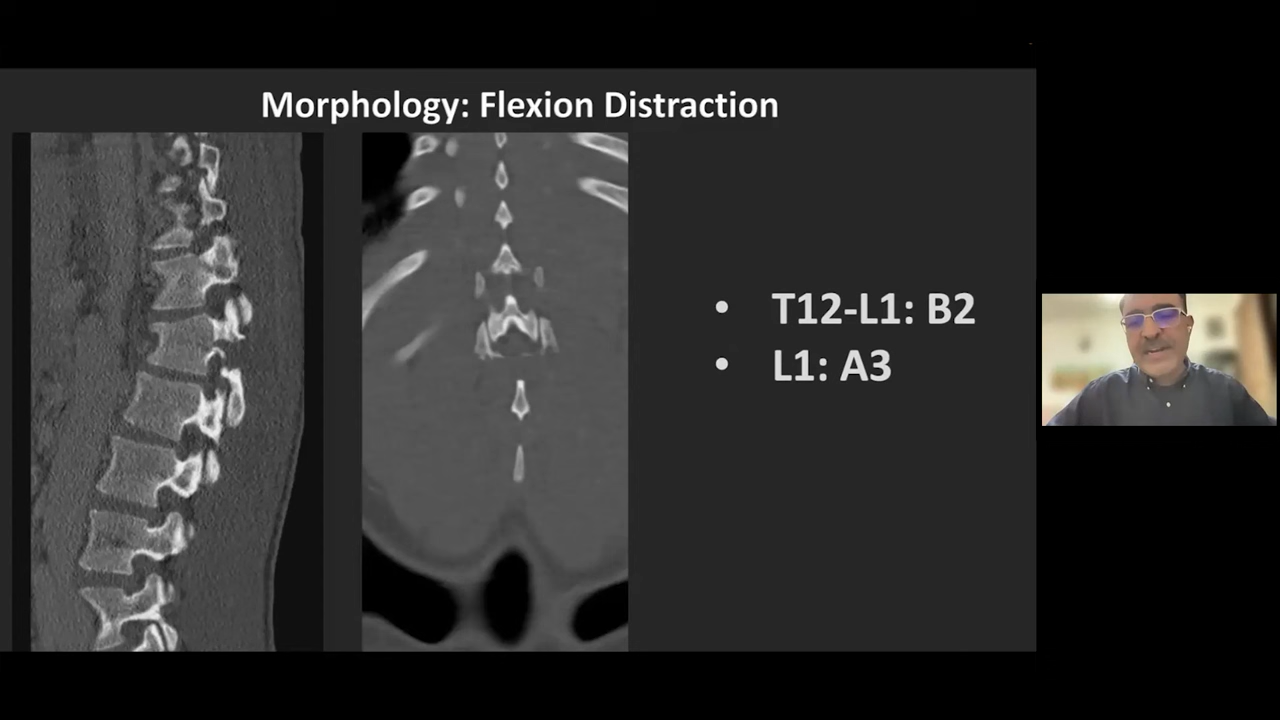 Morphology: Flexion Distraction
• T12-L1: B2
• L1: A3